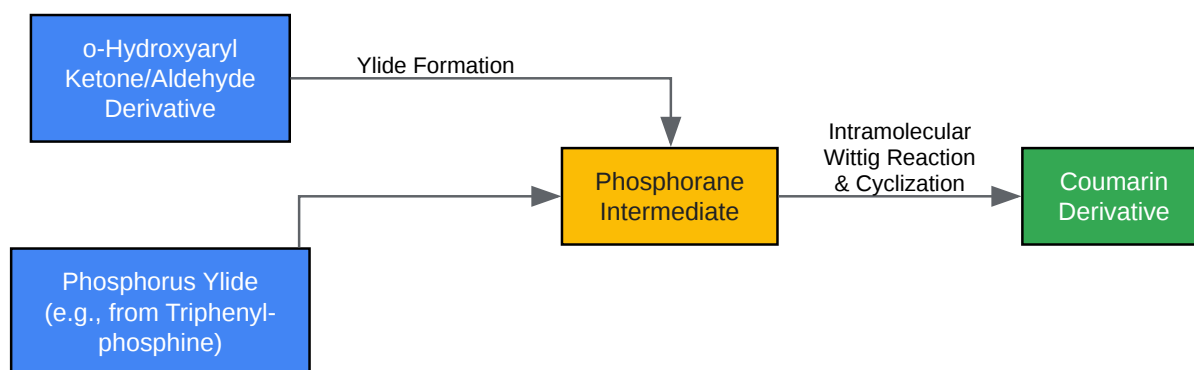 o-Hydroxyaryl
Ketone/Aldehyde
Derivative
Ylide Formation
Phosphorane
Intermediate
Intramolecular
Wittig Reaction
& Cyclization
Coumarin
Derivative
Phosphorus Ylide
(e.g., from Triphenyl-
phosphine)